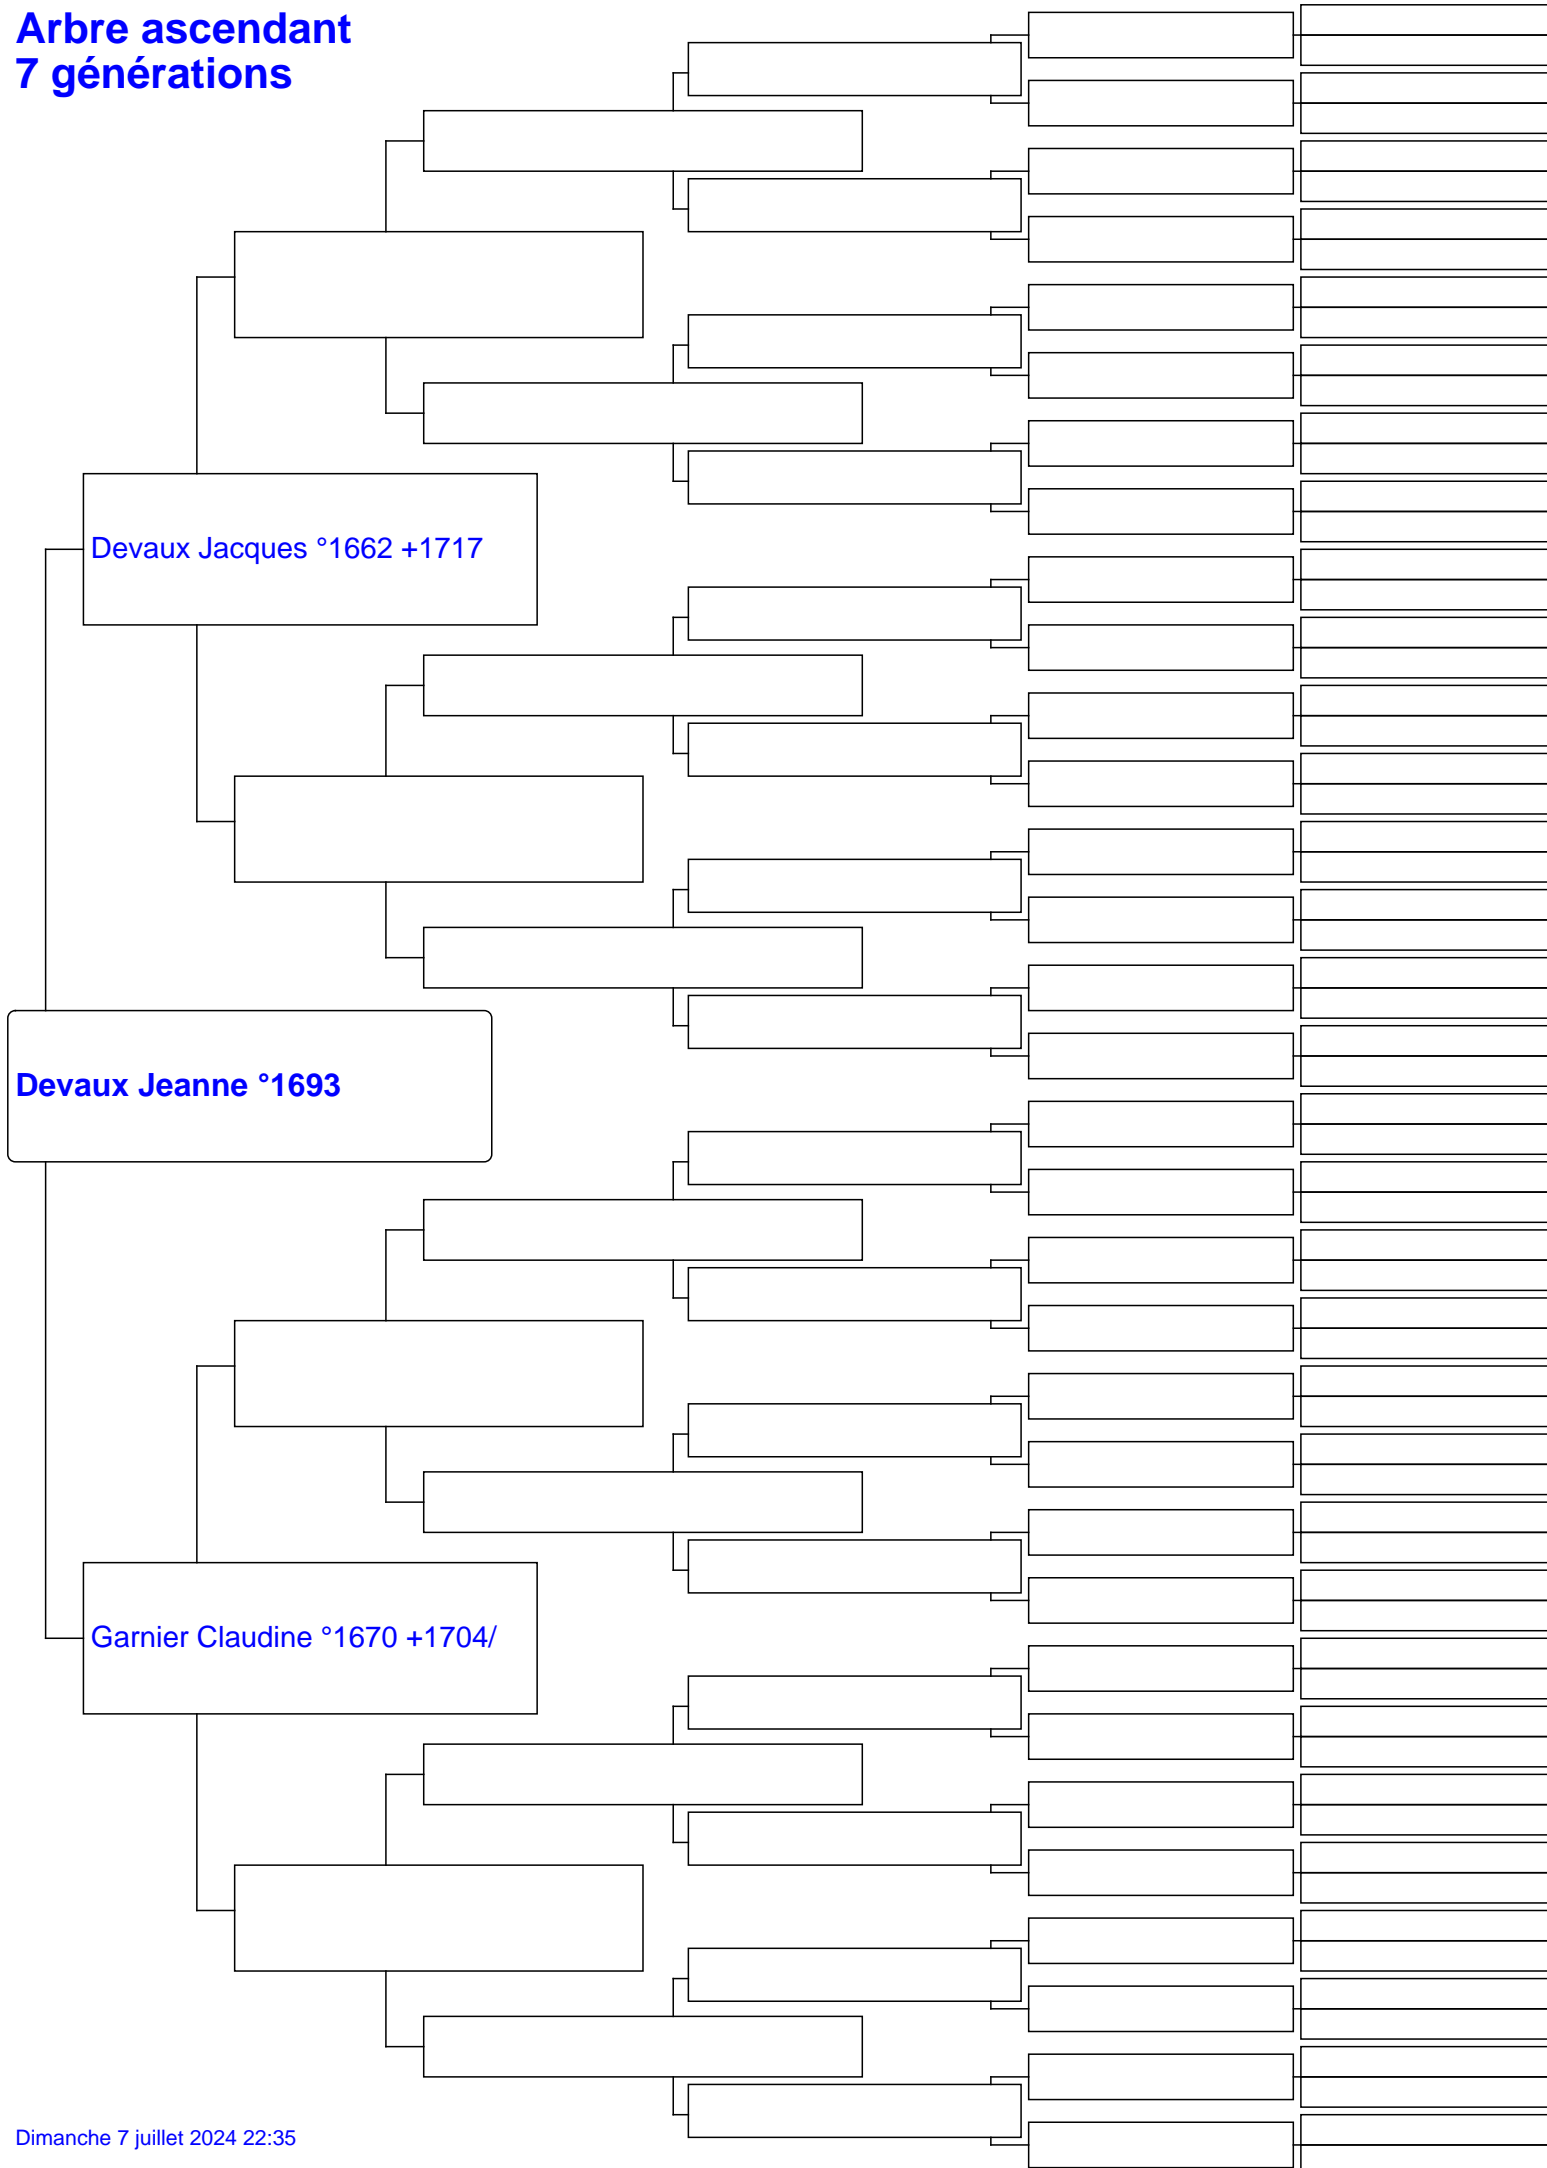 Arbre ascendant
7 générations
Devaux Jacques °1662 +1717
Devaux Jeanne °1693
Garnier Claudine °1670 +1704/
Dimanche 7 juillet 2024 22:35